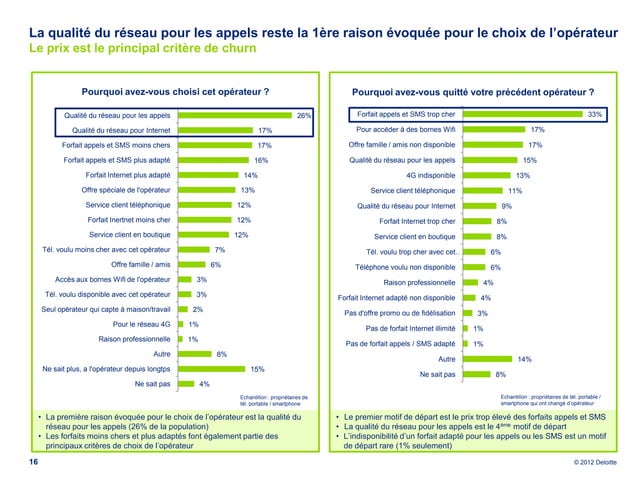 La qualité du réseau pour les appels reste la 1ère raison évoquée pour le choix de l'opérateur
Le prix est le principal critère de churn
Pourquoi avez-vous choisi cet opérateur ?
Qualité du réseau pour les appels 26%
Qualité du réseau pour Internet 17%
Forfait appels et SMS moins chers 17%
Forfait appels et SMS plus adapté 16%
Forfait Internet plus adapté 14%
Offre spéciale de l'opérateur 13%
Service client téléphonique 12%
Forfait Inertnet moins cher 12%
Service client en boutique 12%
Tél. voulu moins cher avec cet opérateur 7%
Offre famille / amis 6%
Accès aux bornes Wifi de l'opérateur 3%
Tél. voulu disponible avec cet opérateur 3%
Seul opérateur qui capte à maison/travail 2%
Pour le réseau 4G 1%
Raison professionnelle 1%
Autre 8%
Ne sait plus, a l'opérateur depuis longtps 15%
Ne sait pas 4%
Echantillon : propriétaires de
tél. portable / smartphone
• La première raison évoquée pour le choix de l'opérateur est la qualité du
réseau pour les appels (26% de la population)
• Les forfaits moins chers et plus adaptés font également partie des
principaux critères de choix de l'opérateur
Pourquoi avez-vous quitté votre précédent opérateur ?
Forfait appels et SMS trop cher 33%
Pour accéder à des bornes Wifi 17%
Offre famille / amis non disponible 17%
Qualité du réseau pour les appels 15%
4G indisponible 13%
Service client téléphonique 11%
Qualité du réseau pour Internet 9%
Forfait Internet trop cher 8%
Service client en boutique 8%
Tél. voulu trop cher avec cet… 6%
Téléphone voulu non disponible 6%
Raison professionnelle 4%
Forfait Internet adapté non disponible 4%
Pas d'offre promo ou de fidélisation 3%
Pas de forfait Internet illimité 1%
Pas de forfait appels / SMS adapté 1%
Autre 14%
Ne sait pas 8%
Echantillon : propriétaires de tél. portable /
smartphone qui ont changé d'opérateur
• Le premier motif de départ est le prix trop élevé des forfaits appels et SMS
• La qualité du réseau pour les appels est le 4ème motif de départ
• L'indisponibilité d'un forfait adapté pour les appels ou les SMS est un motif
de départ rare (1% seulement)
16
© 2012 Deloitte